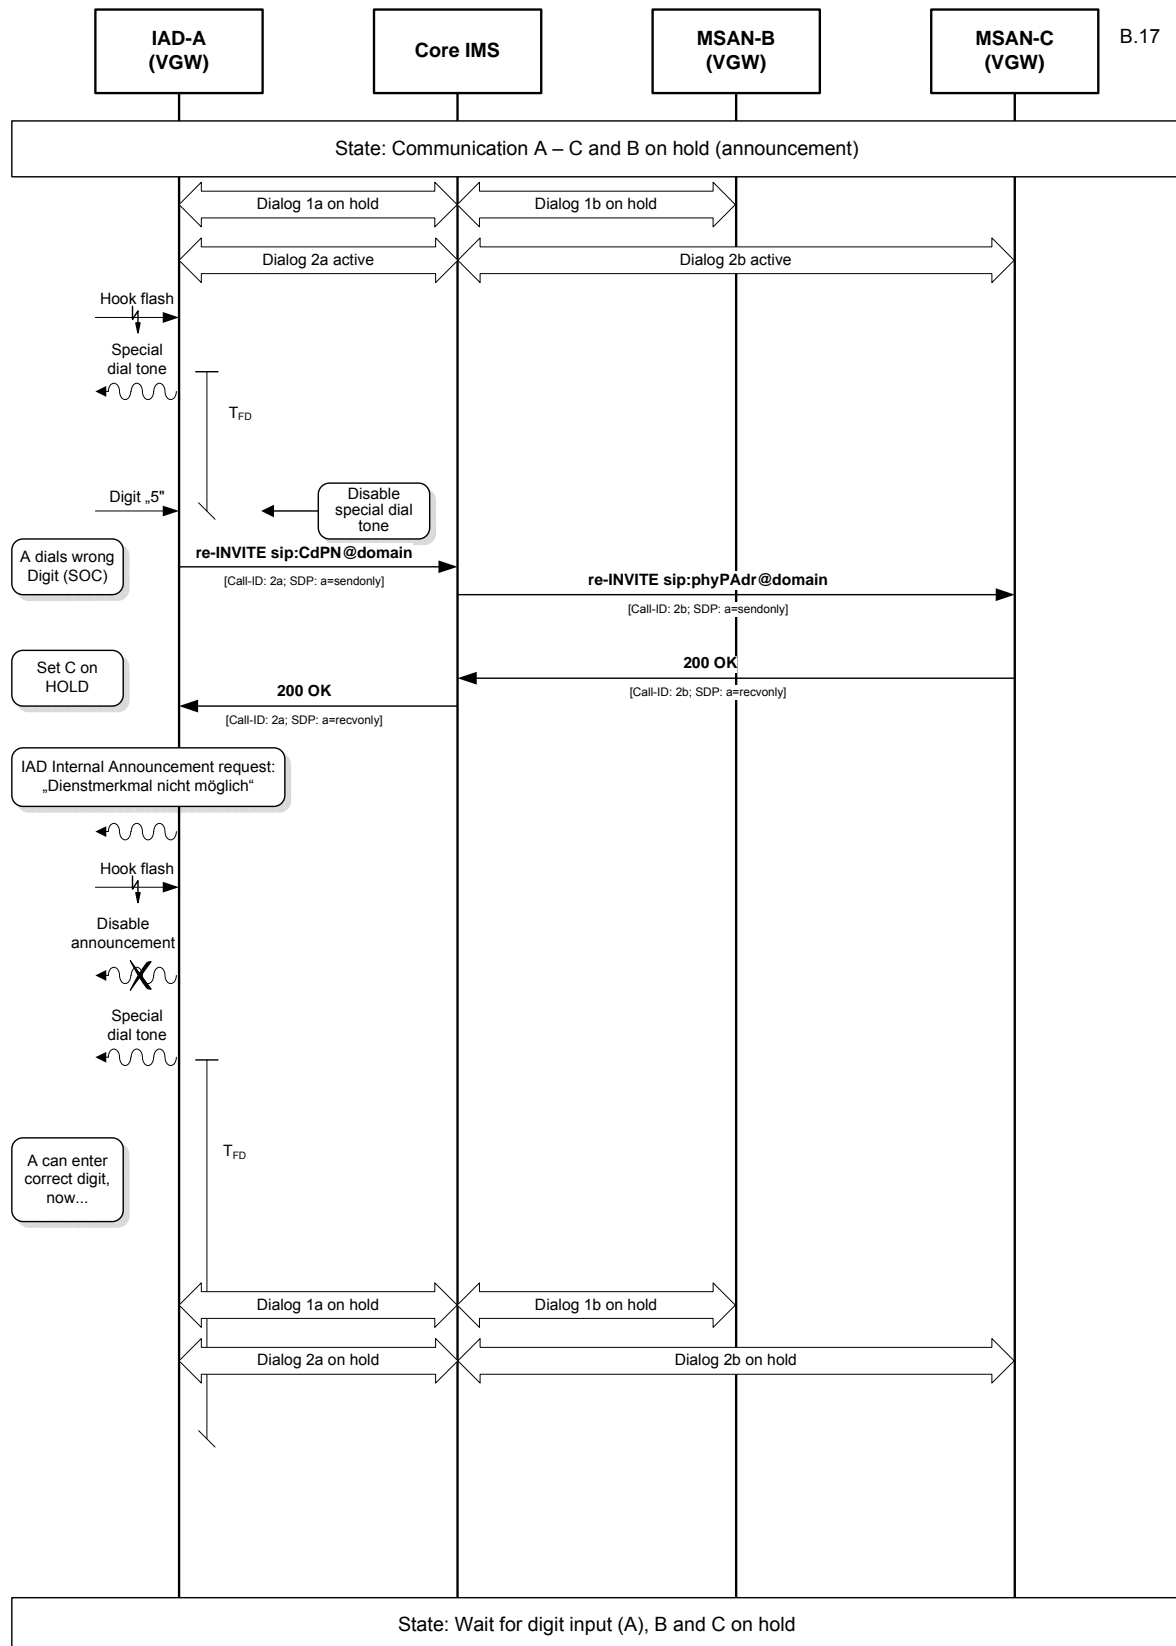 IAD-A
(VGW)
Core IMS
MSAN-B
(VGW)
MSAN-C
(VGW)
B.17
State: Communication A – C and B on hold (announcement)
Dialog 1a on hold
Dialog 1b on hold
Dialog 2a active
Dialog 2b active
Hook flash
Special
dial tone
TFD
Digit „5"
Disable
special dial
tone
A dials wrong
Digit (SOC)
re-INVITE sip:CdPN@domain
[Call-ID: 2a; SDP: a=sendonly]
re-INVITE sip:phyPAdr@domain
[Call-ID: 2b; SDP: a=sendonly]
Set C on
HOLD
200 OK
[Call-ID: 2b; SDP: a=recvonly]
200 OK
[Call-ID: 2a; SDP: a=recvonly]
IAD Internal Announcement request:
„Dienstmerkmal nicht möglich“
Hook flash
Disable
announcement
Special
dial tone
TFD
A can enter
correct digit,
now...
Dialog 1a on hold
Dialog 1b on hold
Dialog 2a on hold
Dialog 2b on hold
State: Wait for digit input (A), B and C on hold